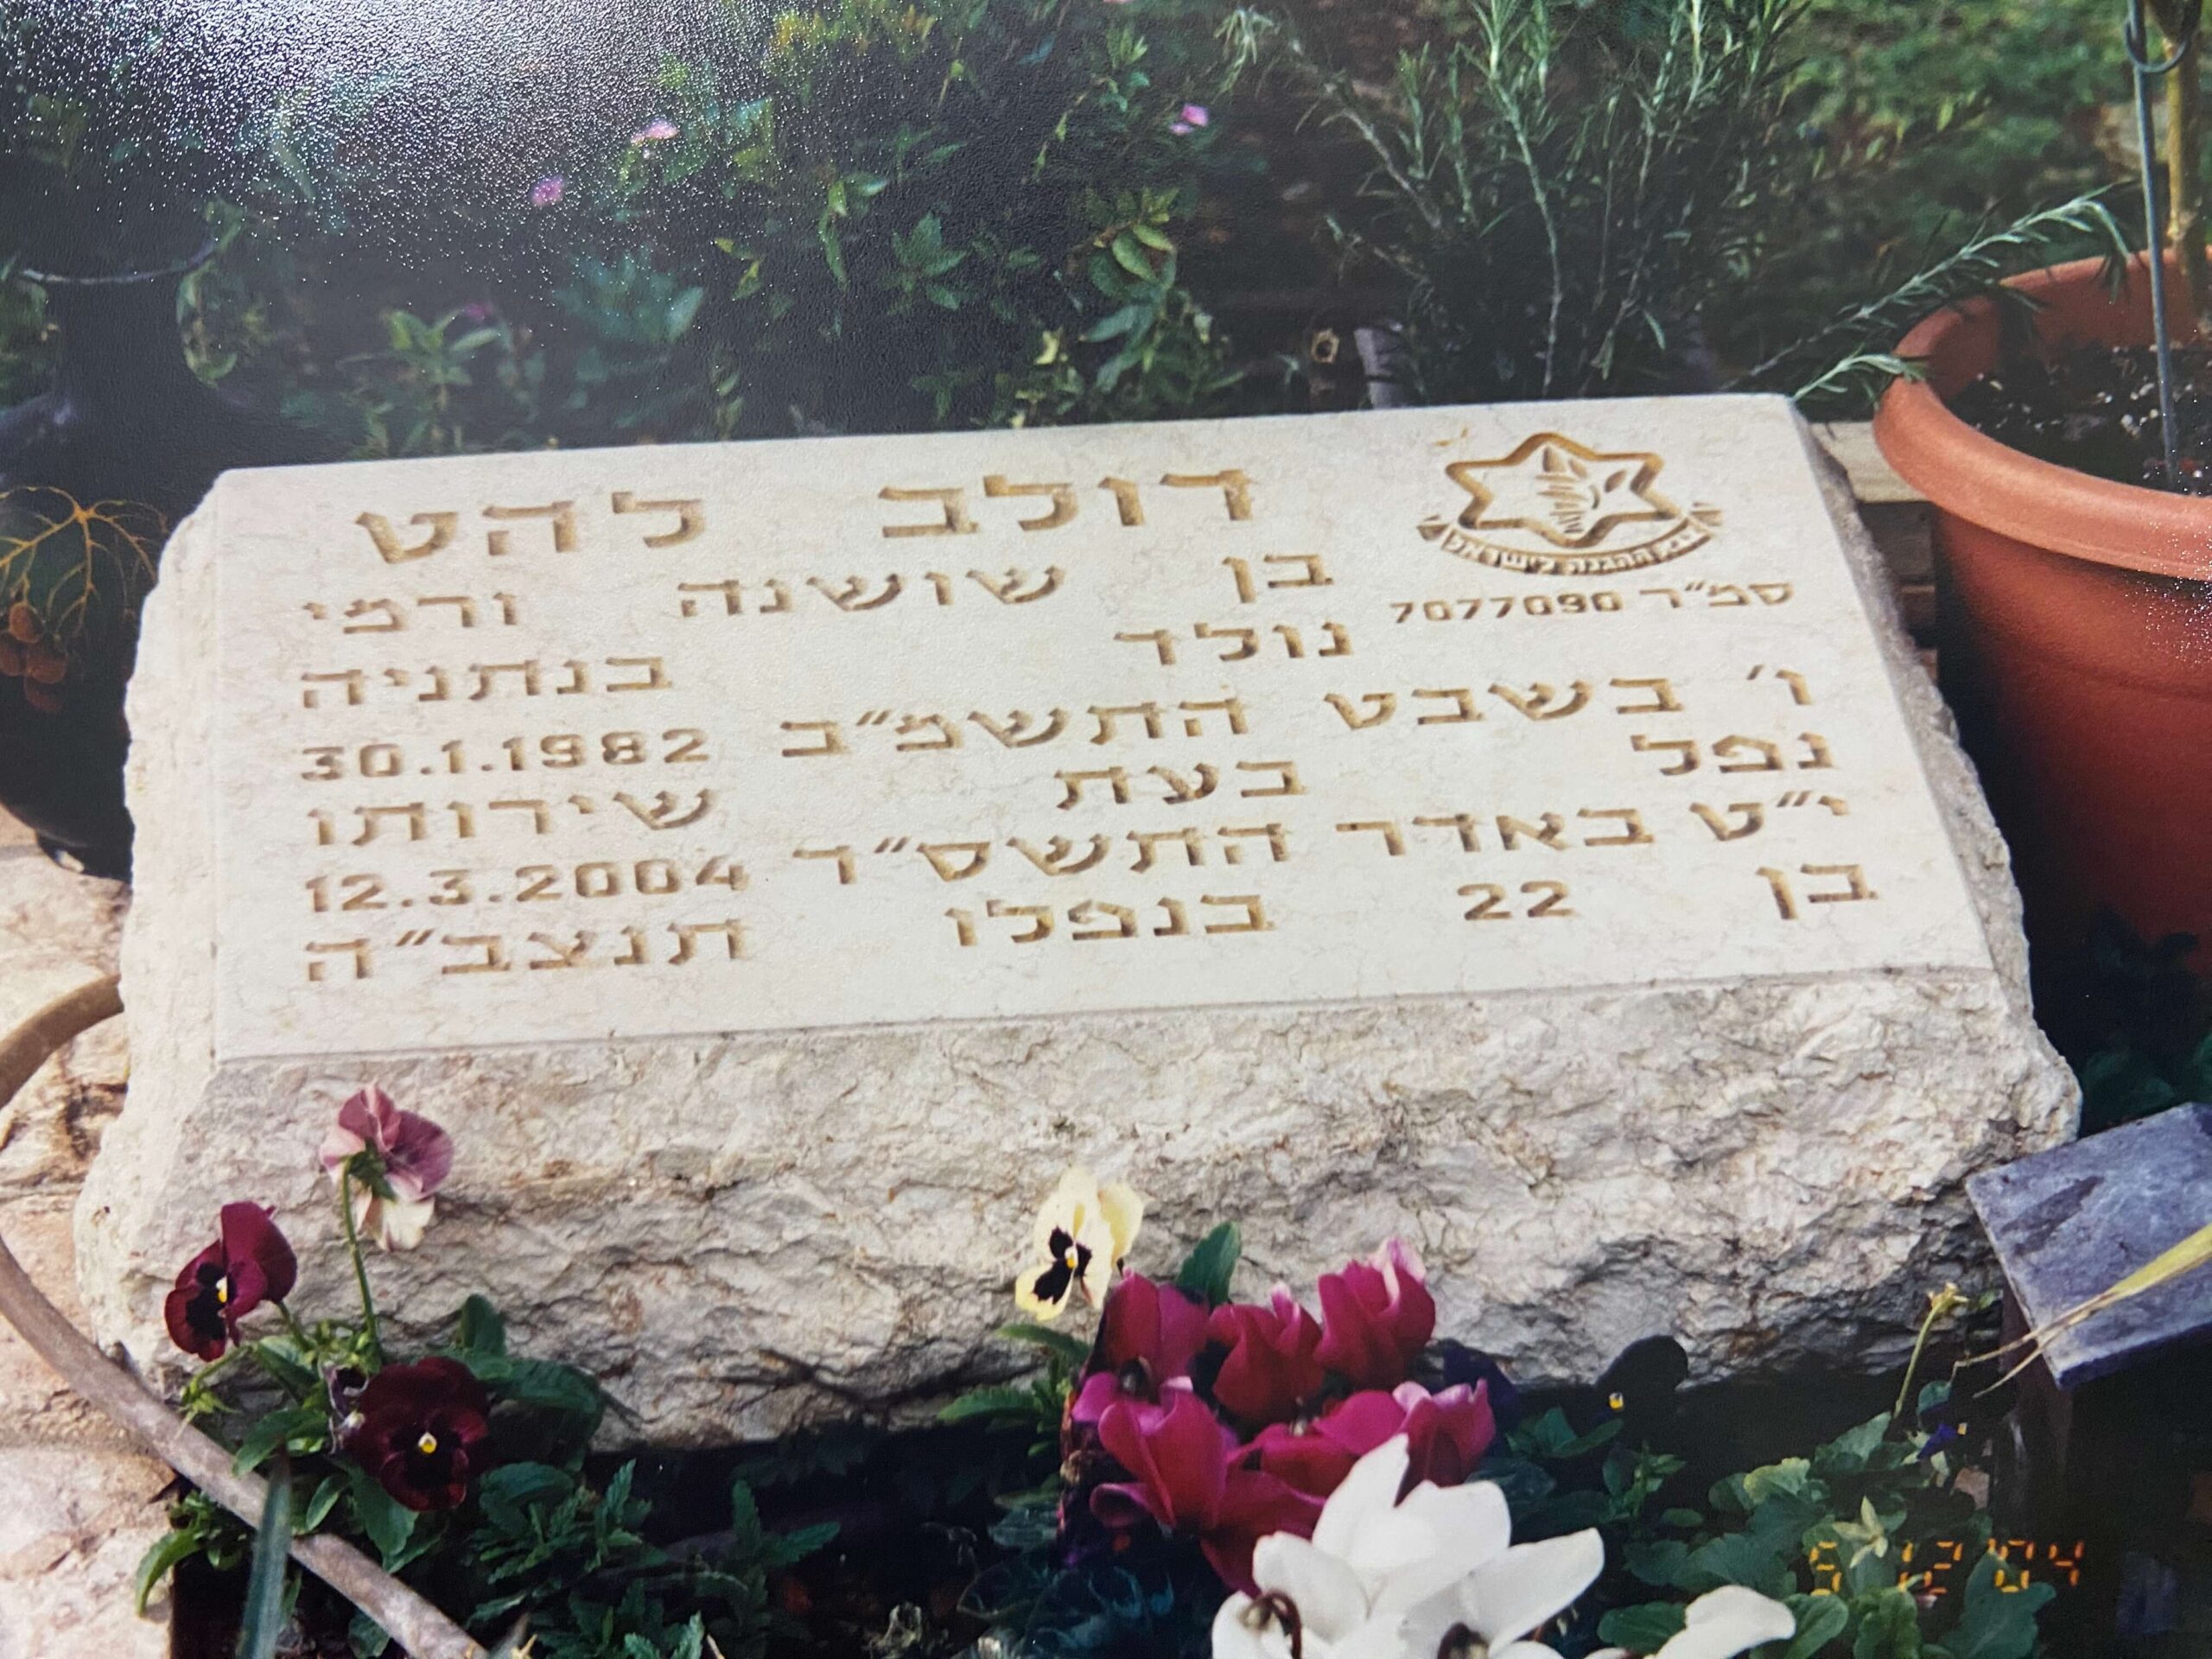 צבא ההגנה לישראל
סמ״ר 7077090
דולב להט
בן שושנה ורמי
נולד בנתניה
ו׳ בשבט התשמ״ב 30.1.1982
נפל בעת שירותו
י״ט באדר התשס״ד 12.3.2004
בן 22 בנפלו תנצב״ה
9 12 '04